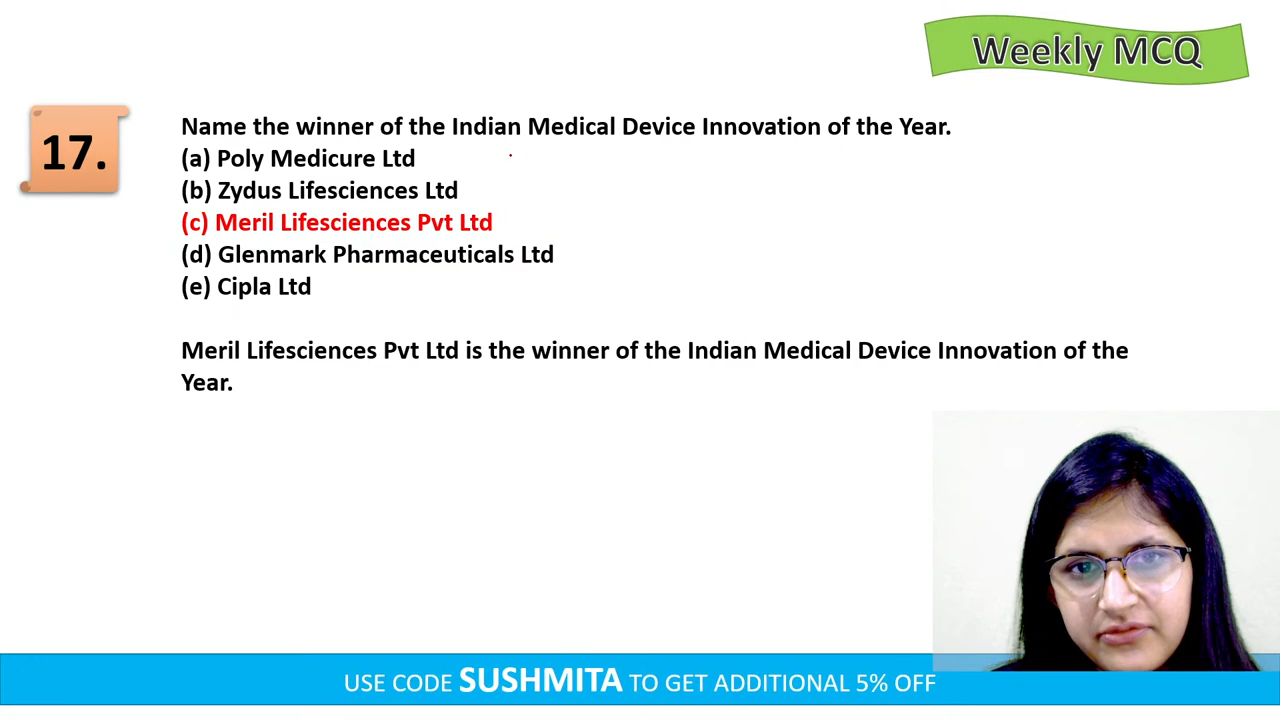 Weekly MCQ
17.
Name the winner of the Indian Medical Device Innovation of the Year.
(a) Poly Medicure Ltd
(b) Zydus Lifesciences Ltd
(c) Meril Lifesciences Pvt Ltd
(d) Glenmark Pharmaceuticals Ltd
(e) Cipla Ltd
Meril Lifesciences Pvt Ltd is the winner of the Indian Medical Device Innovation of the
Year.
USE CODE SUSHMITA TO GET ADDITIONAL 5% OFF